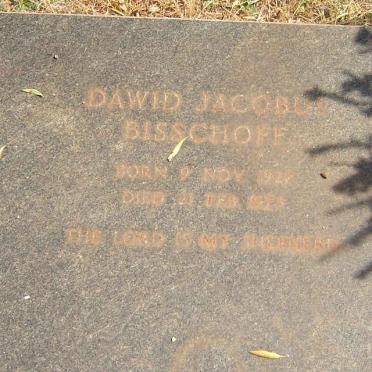 DAWID JACOBUS
BISSCHOFF
BORN 9 NOV
DIED 21 FEB
THE LORD IS MY SHEPHERD